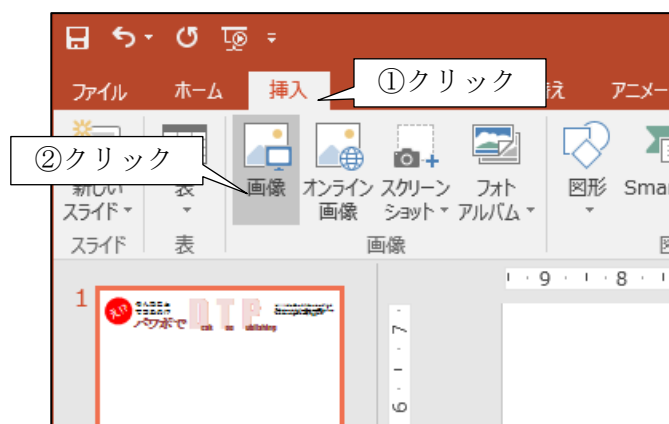 ファイル ホーム 挿入 ①クリック え アニメー
②クリック
新しい 表 画像 オンライン スクリーン フォト 図形 Smar
スライド 画像 ショット アルバム
スライド 表 画像
9 8
1
パワポで DTP
7
6